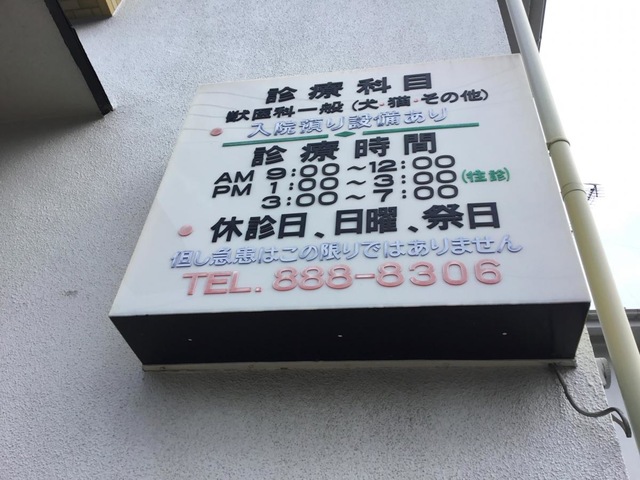 診療科目
獣医科一般(犬・猫・その他)
入院預り設備あり
診療時間
AM 9:00~12:00
PM 1:00~3:00(往診)
3:00~7:00
休診日、日曜、祭日
但し急患はこの限りではありません
TEL. 888-8306